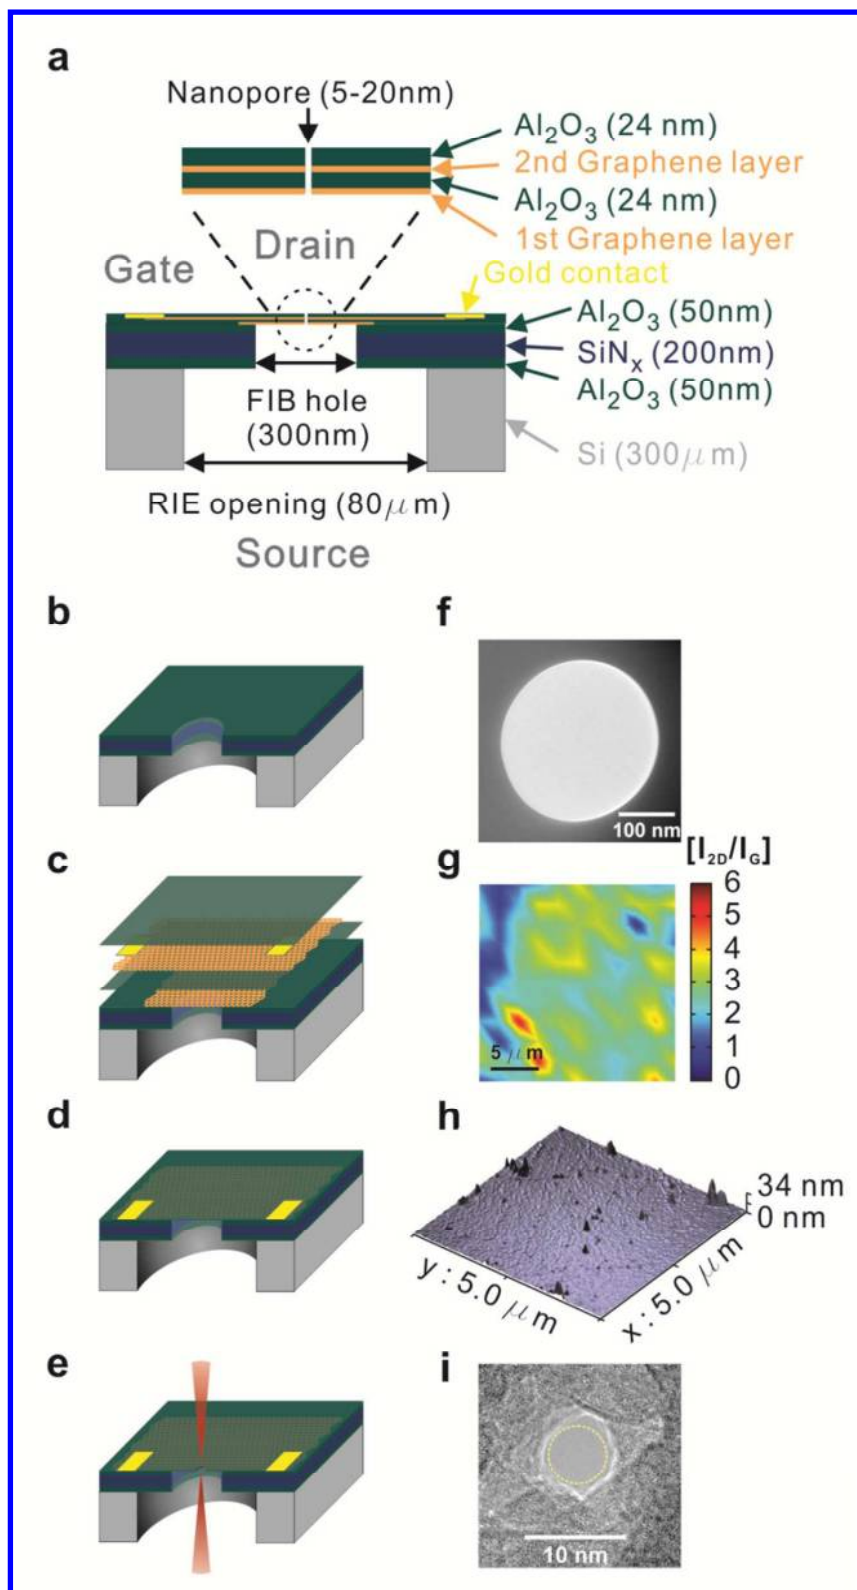 a
Nanopore (5-20nm)
Al₂O₃ (24 nm)
2nd Graphene layer
Al₂O₃ (24 nm)
1st Graphene layer
Drain
Gate
Gold contact
Al₂O₃ (50nm)
SiNₓ (200nm)
Al₂O₃ (50nm)
FIB hole
(300nm)
Si (300μm)
RIE opening (80μm)
Source
b
f
100 nm
c
g
[I₂D/I_G]
6
5
4
3
2
1
0
5 μm
d
h
34 nm
0 nm
y : 5.0 μm
x : 5.0 μm
e
i
10 nm